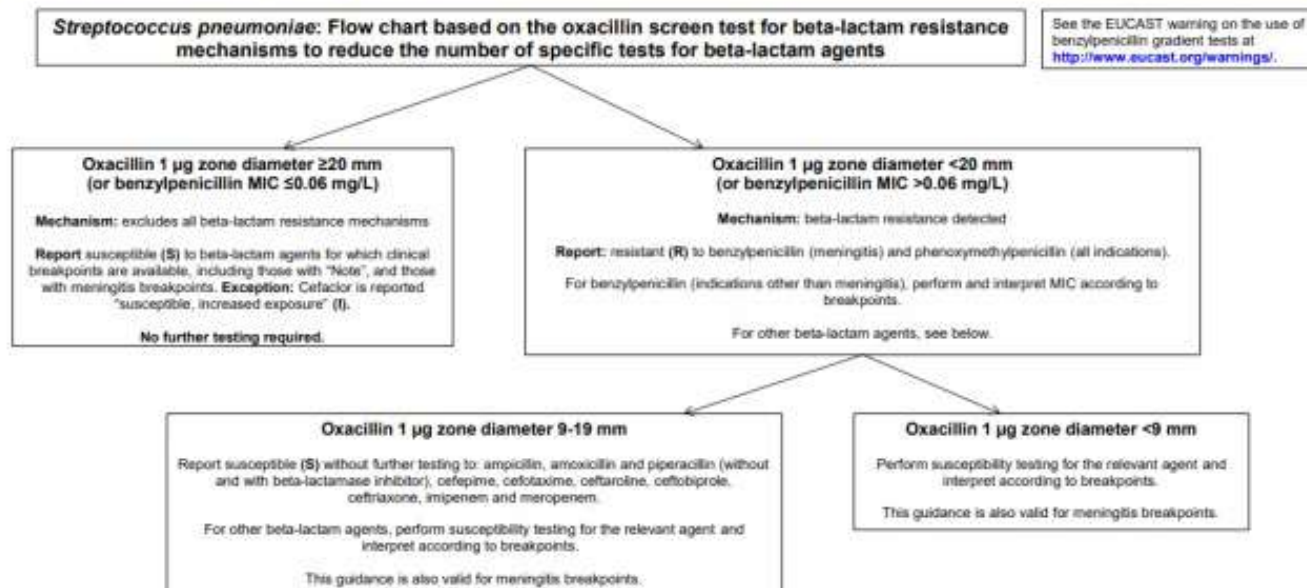 Streptococcus pneumoniae: Flow chart based on the oxacillin screen test for beta-lactam resistance
mechanisms to reduce the number of specific tests for beta-lactam agents
See the EUCAST warning on the use of
benzylpenicillin gradient tests at
http://www.eucast.org/warnings/.
Oxacillin 1 µg zone diameter ≥20 mm
(or benzylpenicillin MIC ≤0.06 mg/L)
Mechanism: excludes all beta-lactam resistance mechanisms
Report susceptible (S) to beta-lactam agents for which clinical
breakpoints are available, including those with "Note", and those
with meningitis breakpoints. Exception: Cefaclor is reported
"susceptible, increased exposure" (I).
No further testing required.
Oxacillin 1 µg zone diameter <20 mm
(or benzylpenicillin MIC >0.06 mg/L)
Mechanism: beta-lactam resistance detected
Report: resistant (R) to benzylpenicillin (meningitis) and phenoxymethylpenicillin (all indications).
For benzylpenicillin (indications other than meningitis), perform and interpret MIC according to
breakpoints.
For other beta-lactam agents, see below.
Oxacillin 1 µg zone diameter 9-19 mm
Report susceptible (S) without further testing to: ampicillin, amoxicillin and piperacillin (without
and with beta-lactamase inhibitor), cefepime, cefotaxime, ceftaroline, ceftobiprole,
ceftriaxone, imipenem and meropenem.
For other beta-lactam agents, perform susceptibility testing for the relevant agent and
interpret according to breakpoints.
This guidance is also valid for meningitis breakpoints.
Oxacillin 1 µg zone diameter <9 mm
Perform susceptibility testing for the relevant agent and
interpret according to breakpoints.
This guidance is also valid for meningitis breakpoints.